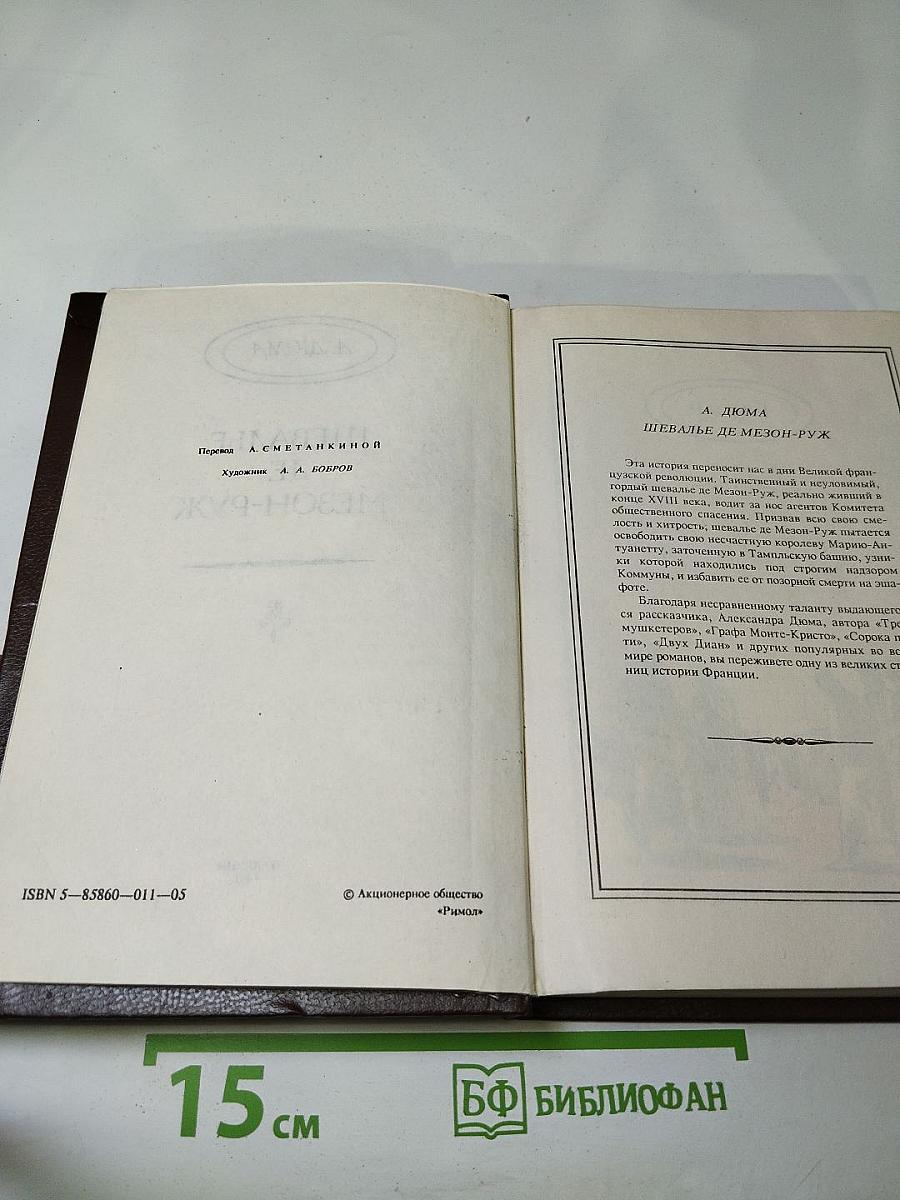 Перевод А. СМЕТАНКИНОЙ
Художник А. А. БОБРОВ
ISBN 5—85860—011—05
© Акционерное общество
«Римол»
А. ДЮМА
ШЕВАЛЬЕ ДЕ МЕЗОН-РУЖ
Эта история переносит нас в дни Великой фран-
цузской революции. Таинственный и неуловимый,
гордый шевалье де Мезон-Руж, реально живший в
конце XVIII века, водит за нос агентов Комитета
общественного спасения. Призвав всю свою сме-
лость и хитрость, шевалье де Мезон-Руж пытается
освободить свою несчастную королеву Марию-Ан-
туанетту, заточенную в Тампльскую башню, узни-
ки которой находились под строгим надзором
Коммуны, и избавить ее от позорной смерти на эша-
фоте.
Благодаря несравненному таланту выдающего
ся рассказчика, Александра Дюма, автора «Тре
мушкетеров», «Графа Монте-Кристо», «Сорока п
ти», «Двух Диан» и других популярных во вс
мире романов, вы переживете одну из великих ст
ниц истории Франции.
15 см
БФ БИБЛИОФАН